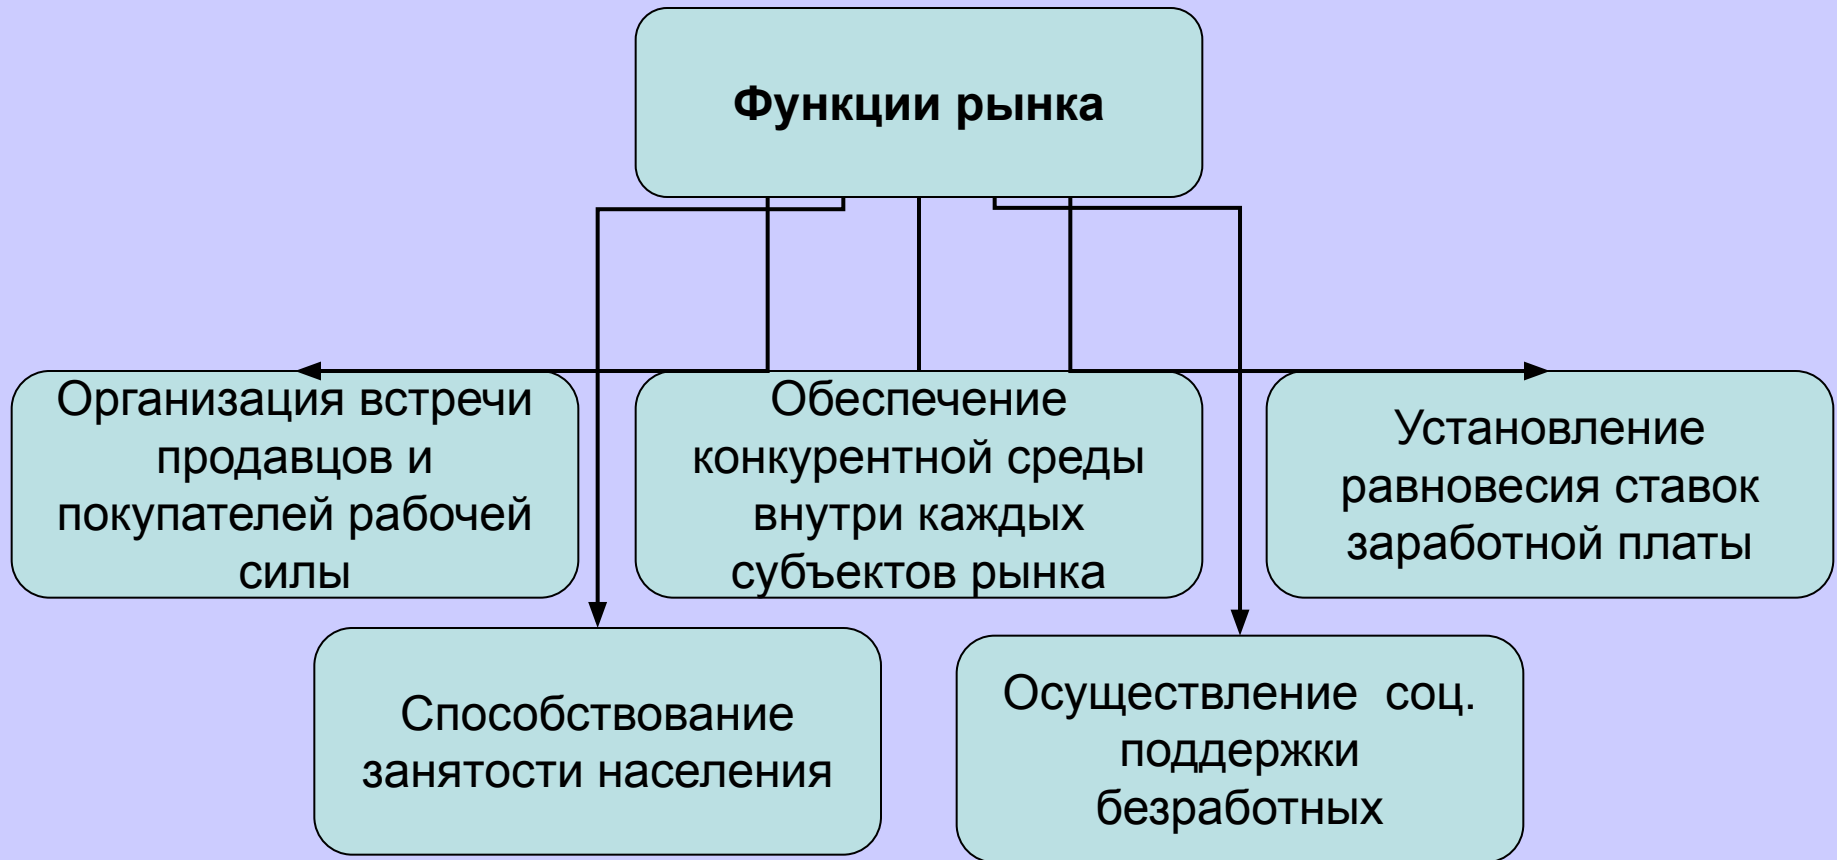 Функции рынка
Организация встречи
продавцов и
покупателей рабочей
силы
Обеспечение
конкурентной среды
внутри каждых
субъектов рынка
Установление
равновесия ставок
заработной платы
Способствование
занятости населения
Осуществление соц.
поддержки
безработных